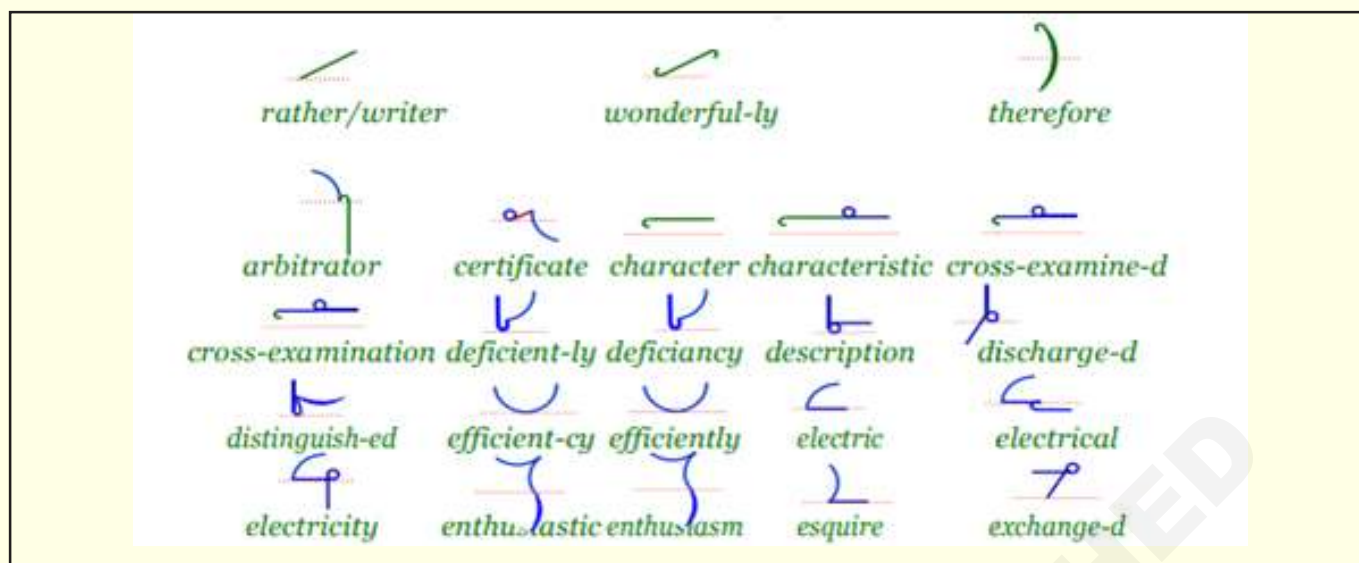 rather/writer wonderful-ly therefore
arbitrator certificate character characteristic cross-examine-d
cross-examination deficient-ly deficiancy description discharge-d
distinguish-ed efficient-cy efficiently electric electrical
electricity enthusiastic enthusiasm esquire exchange-d